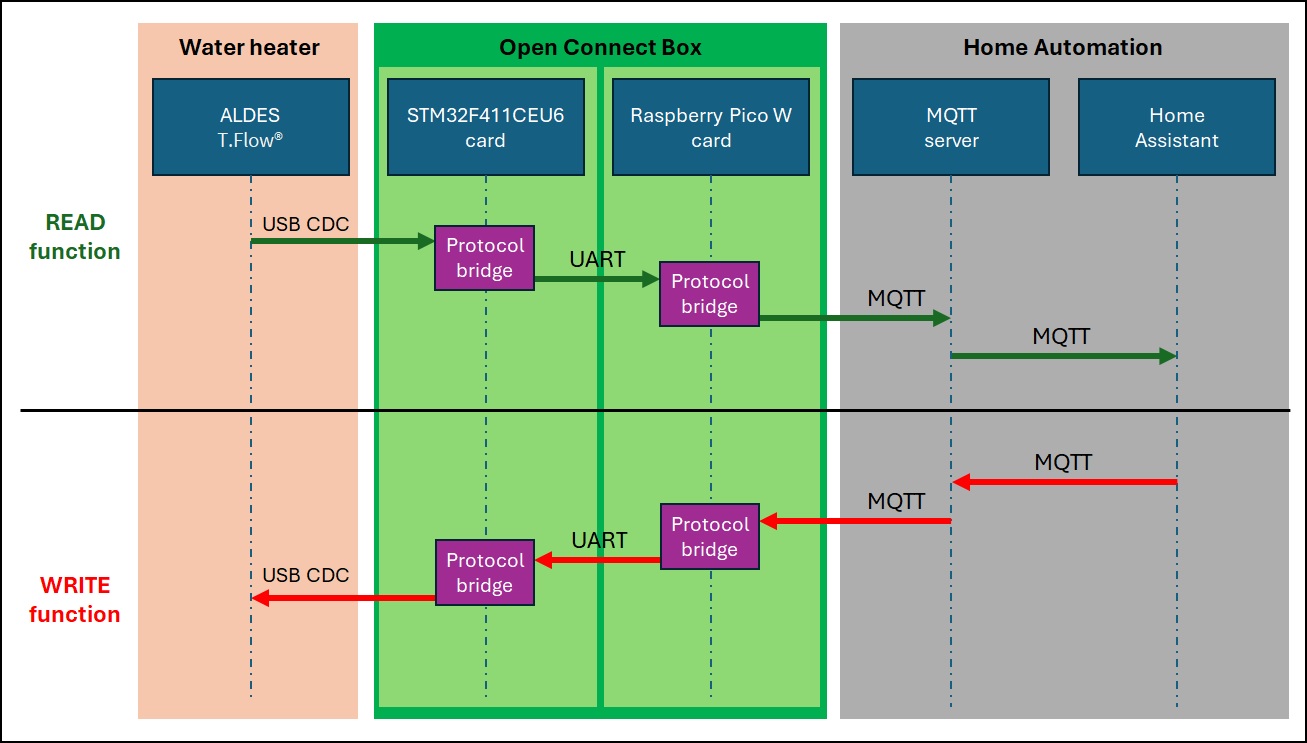 Water heater
Open Connect Box
Home Automation
ALDES
T.Flow®
STM32F411CEU6
card
Raspberry Pico W
card
MQTT
server
Home
Assistant
READ
function
USB CDC
Protocol
bridge
UART
Protocol
bridge
MQTT
MQTT
WRITE
function
MQTT
MQTT
Protocol
bridge
UART
Protocol
bridge
USB CDC